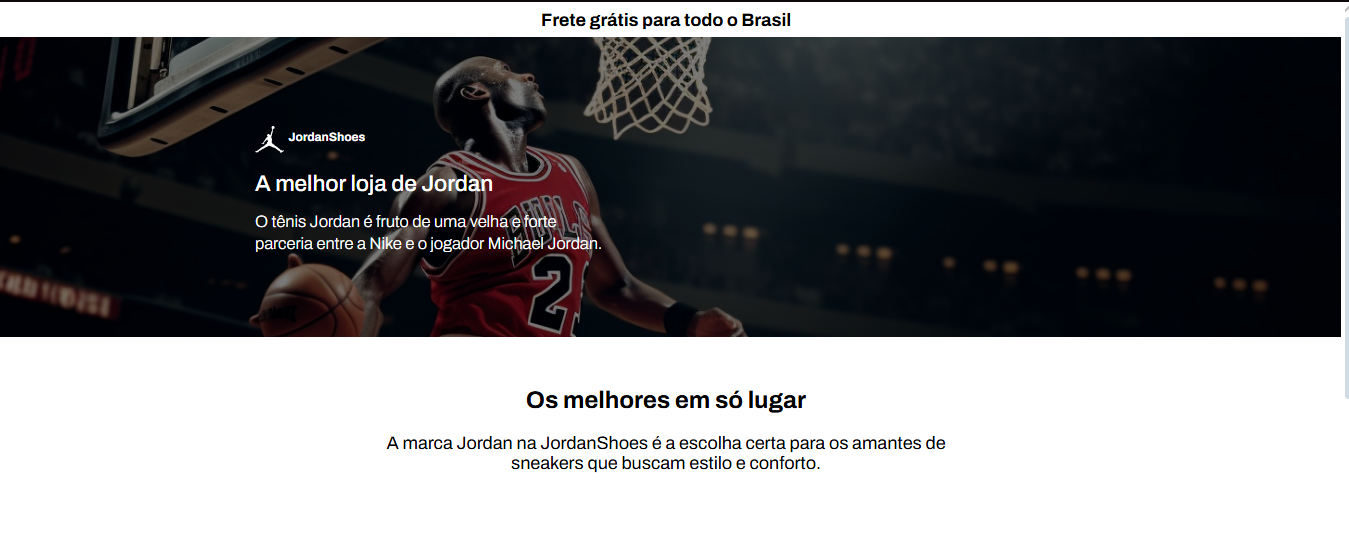 Frete grátis para todo o Brasil
JordanShoes
A melhor loja de Jordan
O tênis Jordan é fruto de uma velha e forte
parceria entre a Nike e o jogador Michael Jordan.
BULLS
23
Os melhores em só lugar
A marca Jordan na JordanShoes é a escolha certa para os amantes de
sneakers que buscam estilo e conforto.